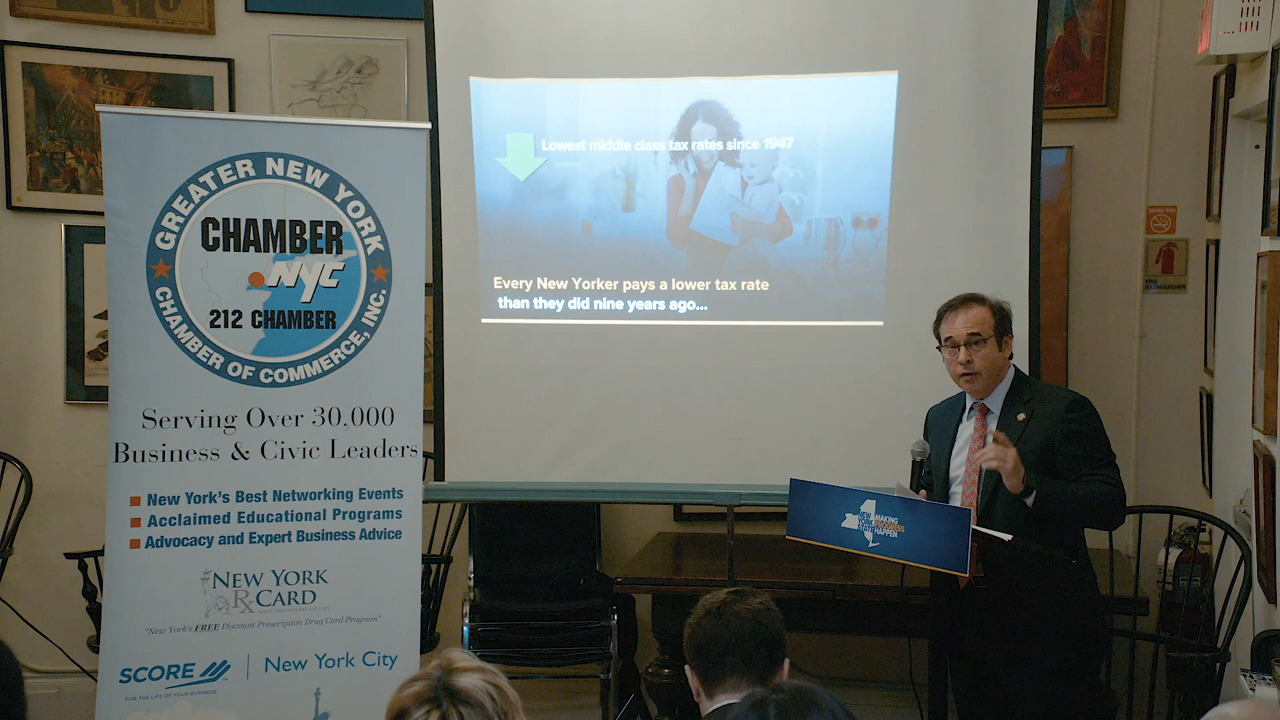 GREATER NEW YORK
CHAMBER
.NYC
212 CHAMBER
CHAMBER OF COMMERCE, INC.
Serving Over 30,000
Business & Civic Leaders
New York's Best Networking Events
Acclaimed Educational Programs
Advocacy and Expert Business Advice
NEW YORK
RX CARD
"New York's FREE Discount Prescription Drug Card Program"
SCORE
FOR THE LIFE OF YOUR BUSINESS
New York City
Lowest middle class tax rates since 1947
Every New Yorker pays a lower tax rate
than they did nine years ago...
NEW YORK STATE
MAKING PROGRESS HAPPEN
FIRE EXTINGUISHER